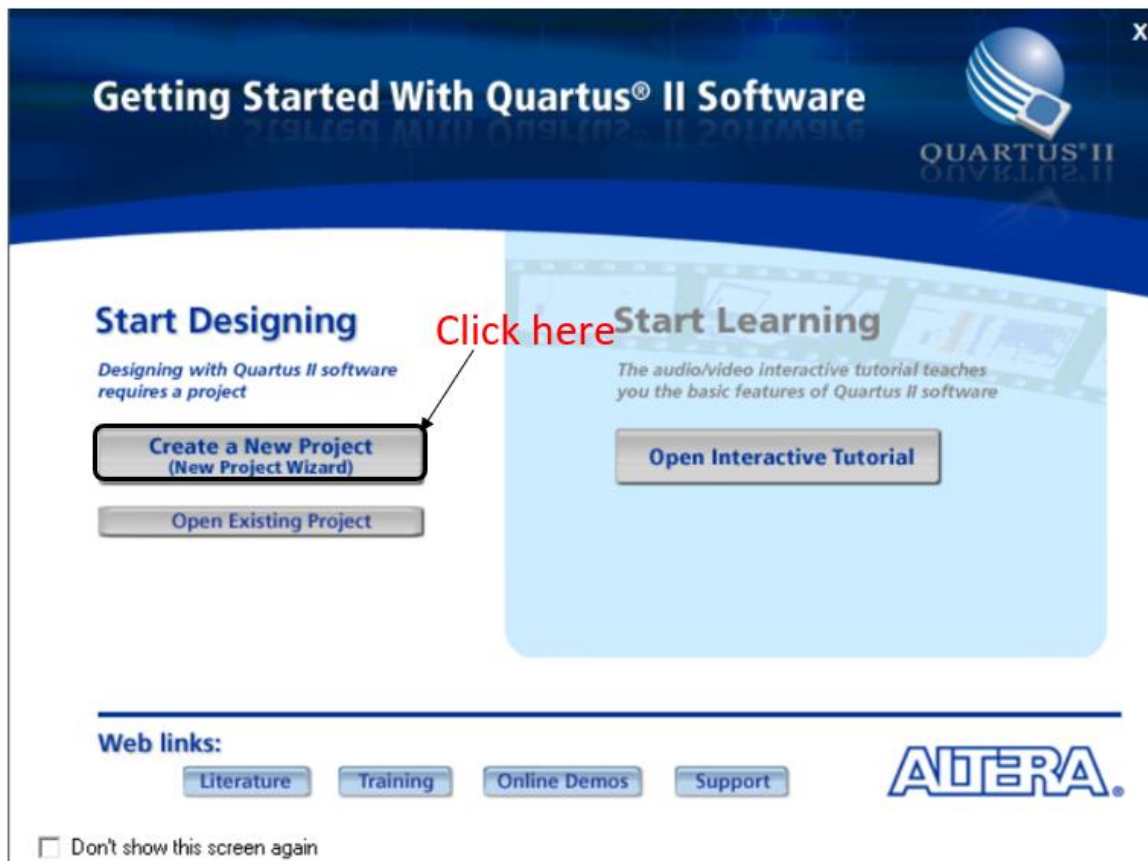 X
Getting Started With Quartus® II Software
QUARTUS® II
Start Designing
Click here
Start Learning
Designing with Quartus II software
requires a project
The audio/video interactive tutorial teaches
you the basic features of Quartus II software
Create a New Project
(New Project Wizard)
Open Interactive Tutorial
Open Existing Project
Web links:
Literature
Training
Online Demos
Support
ALTERA®
Don't show this screen again